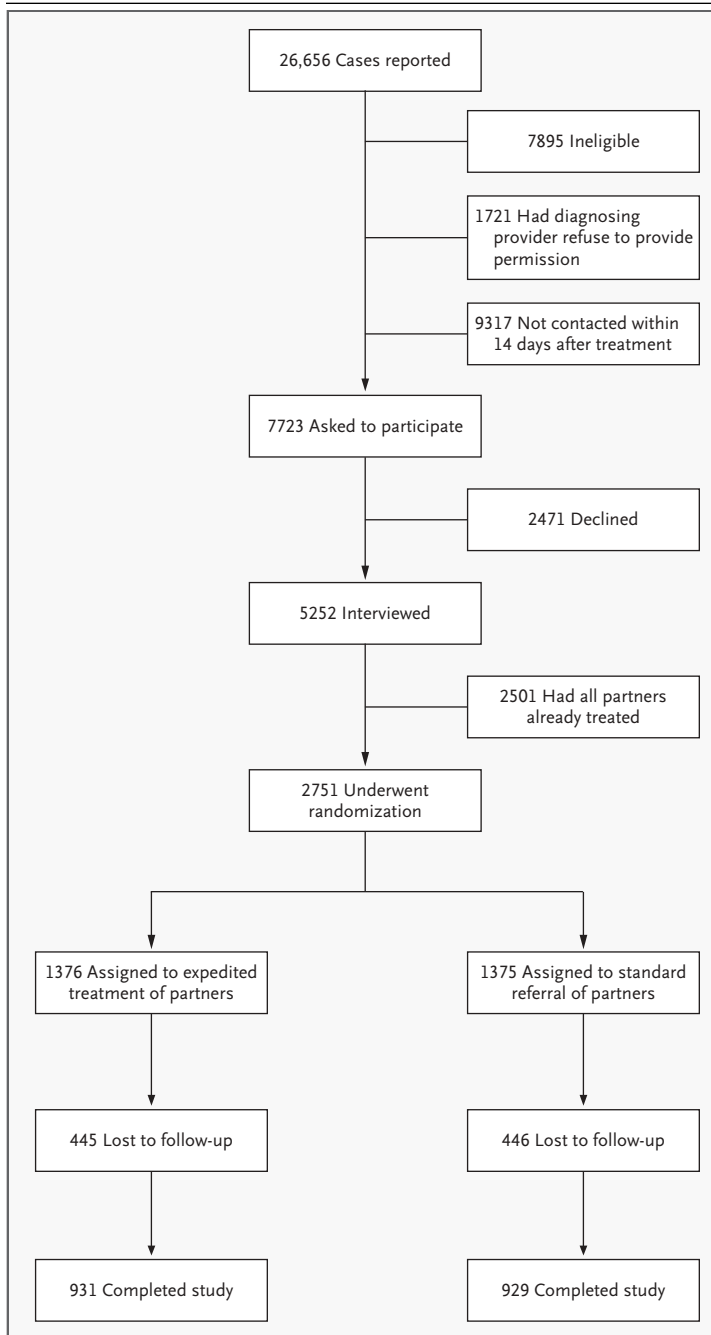 26,656 Cases reported
7895 Ineligible
1721 Had diagnosing
provider refuse to provide
permission
9317 Not contacted within
14 days after treatment
7723 Asked to participate
2471 Declined
5252 Interviewed
2501 Had all partners
already treated
2751 Underwent
randomization
1376 Assigned to expedited
treatment of partners
1375 Assigned to standard
referral of partners
445 Lost to follow-up
446 Lost to follow-up
931 Completed study
929 Completed study